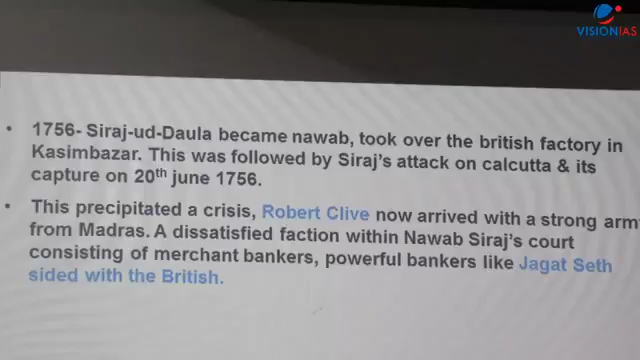 VISIONIAS
• 1756- Siraj-ud-Daula became nawab, took over the british factory in
Kasimbazar. This was followed by Siraj's attack on calcutta & its
capture on 20th june 1756.
• This precipitated a crisis, Robert Clive now arrived with a strong arm
from Madras. A dissatisfied faction within Nawab Siraj's court
consisting of merchant bankers, powerful bankers like Jagat Seth
sided with the British.